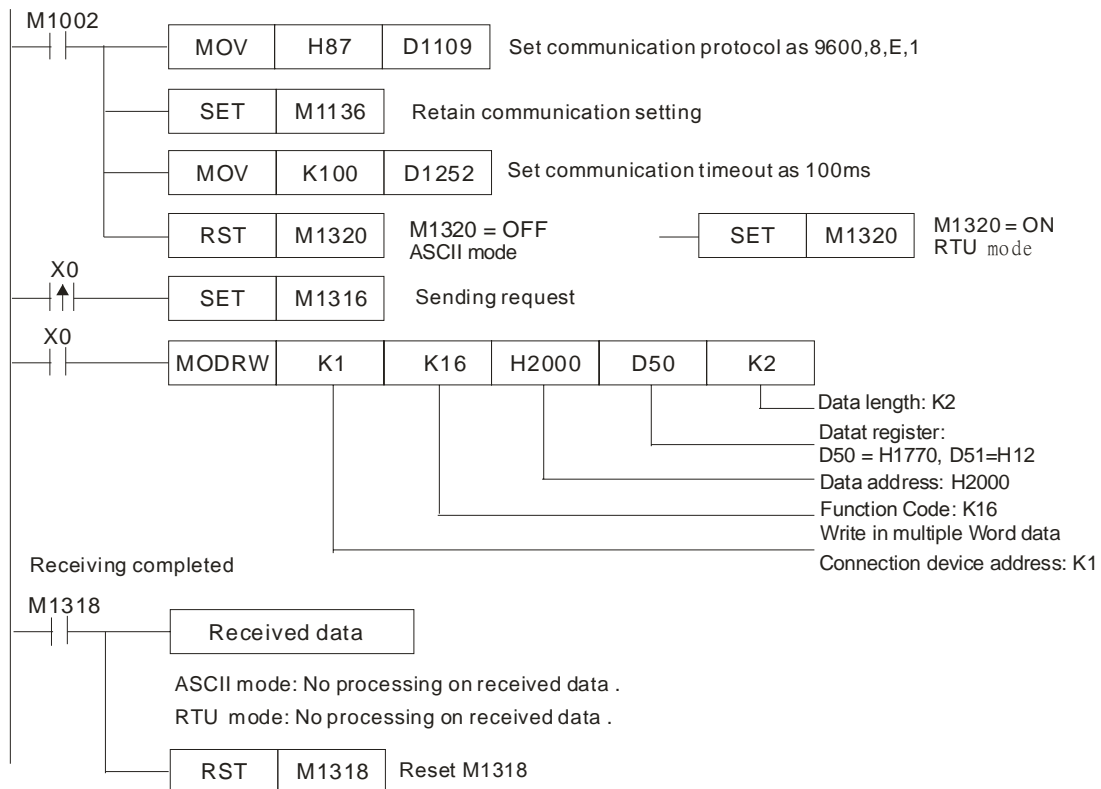 M1002
MOV H87 D1109 Set communication protocol as 9600,8,E,1
SET M1136 Retain communication setting
MOV K100 D1252 Set communication timeout as 100ms
RST M1320 M1320 = OFF
ASCII mode
SET M1320 M1320 = ON
RTU mode
X0
SET M1316 Sending request
X0
MODRW K1 K16 H2000 D50 K2
Data length: K2
Datat register:
D50 = H1770, D51=H12
Data address: H2000
Function Code: K16
Write in multiple Word data
Connection device address: K1
Receiving completed
M1318
Received data
ASCII mode: No processing on received data .
RTU mode: No processing on received data .
RST M1318 Reset M1318